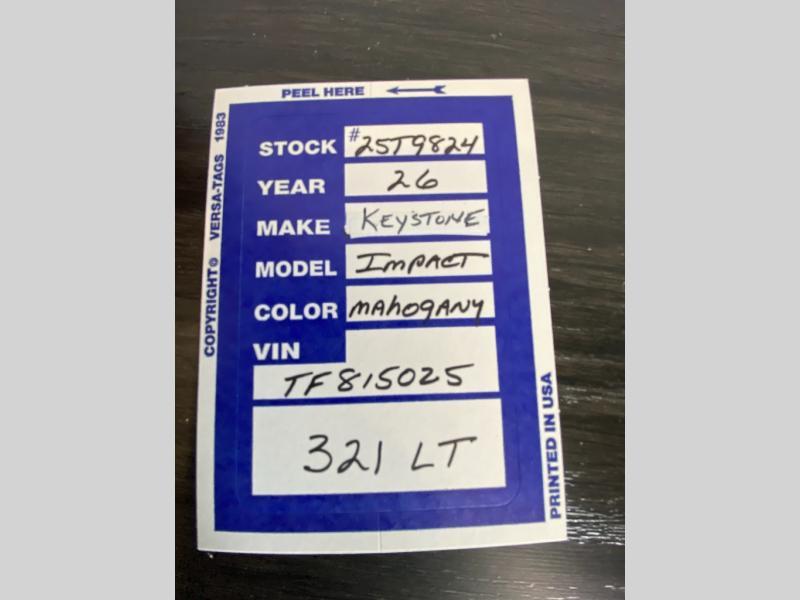 PEEL HERE
COPYRIGHT© VERSA-TAGS 1983
STOCK #25T9824
YEAR 26
MAKE KEYSTONE
MODEL IMPACT
COLOR MAHOGANY
VIN
TF815025
321 LT
PRINTED IN USA